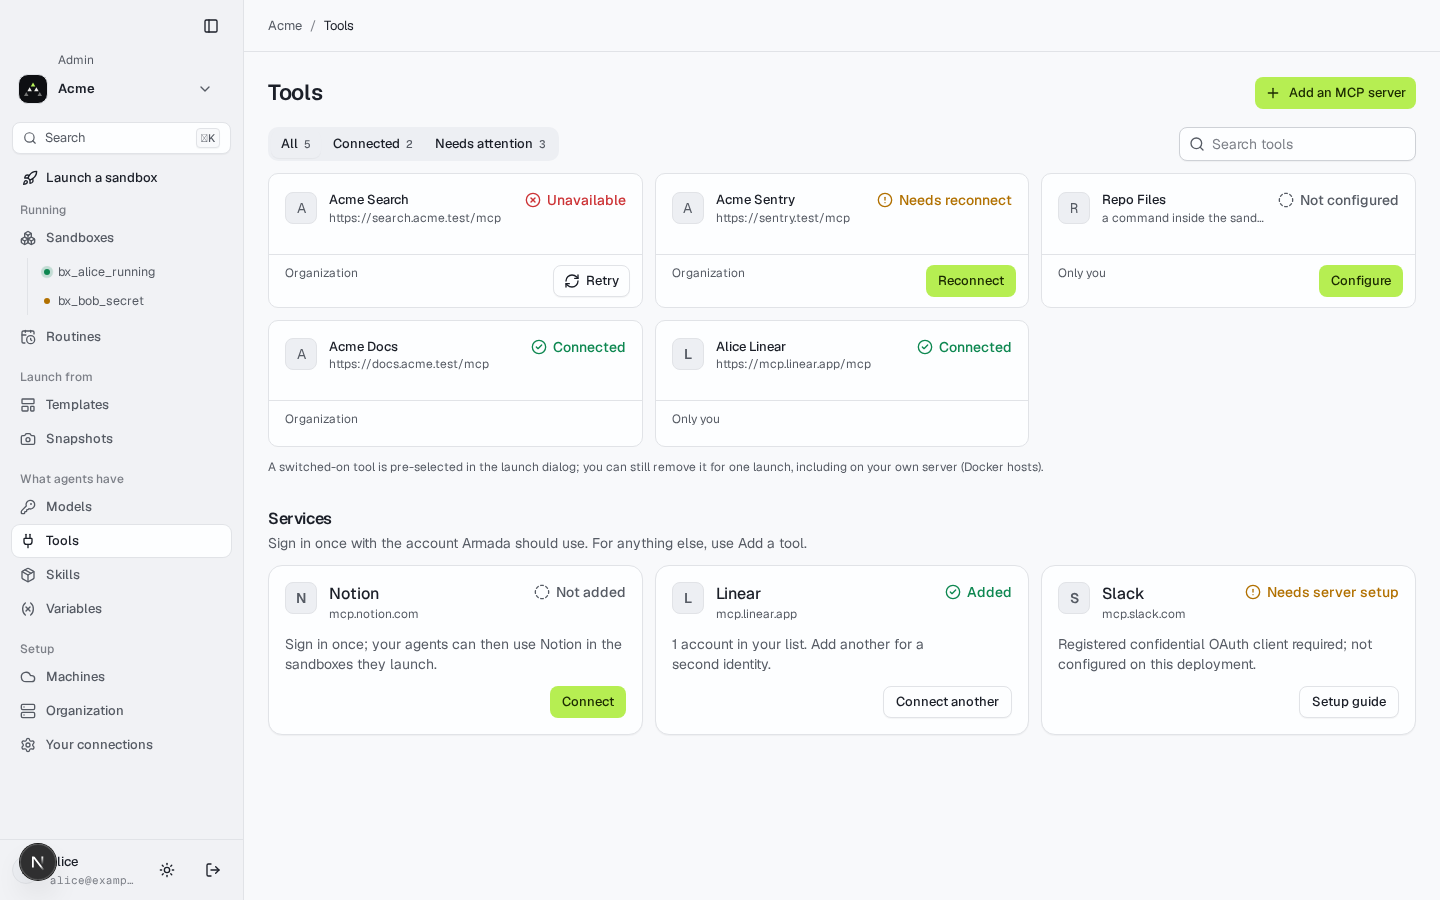 Admin
Acme
Search
K
Launch a sandbox
Running
Sandboxes
bx_alice_running
bx_bob_secret
Routines
Launch from
Templates
Snapshots
What agents have
Models
Tools
Skills
Variables
Setup
Machines
Organization
Your connections
N
lice
alice@examp…
Acme / Tools
Tools
Add an MCP server
All 5
Connected 2
Needs attention 3
Search tools
A
Acme Search
https://search.acme.test/mcp
Unavailable
Organization
Retry
A
Acme Sentry
https://sentry.test/mcp
Needs reconnect
Organization
Reconnect
R
Repo Files
a command inside the sand…
Not configured
Only you
Configure
A
Acme Docs
https://docs.acme.test/mcp
Connected
Organization
L
Alice Linear
https://mcp.linear.app/mcp
Connected
Only you
A switched-on tool is pre-selected in the launch dialog; you can still remove it for one launch, including on your own server (Docker hosts).
Services
Sign in once with the account Armada should use. For anything else, use Add a tool.
N
Notion
mcp.notion.com
Not added
Sign in once; your agents can then use Notion in the
sandboxes they launch.
Connect
L
Linear
mcp.linear.app
Added
1 account in your list. Add another for a
second identity.
Connect another
S
Slack
mcp.slack.com
Needs server setup
Registered confidential OAuth client required; not
configured on this deployment.
Setup guide